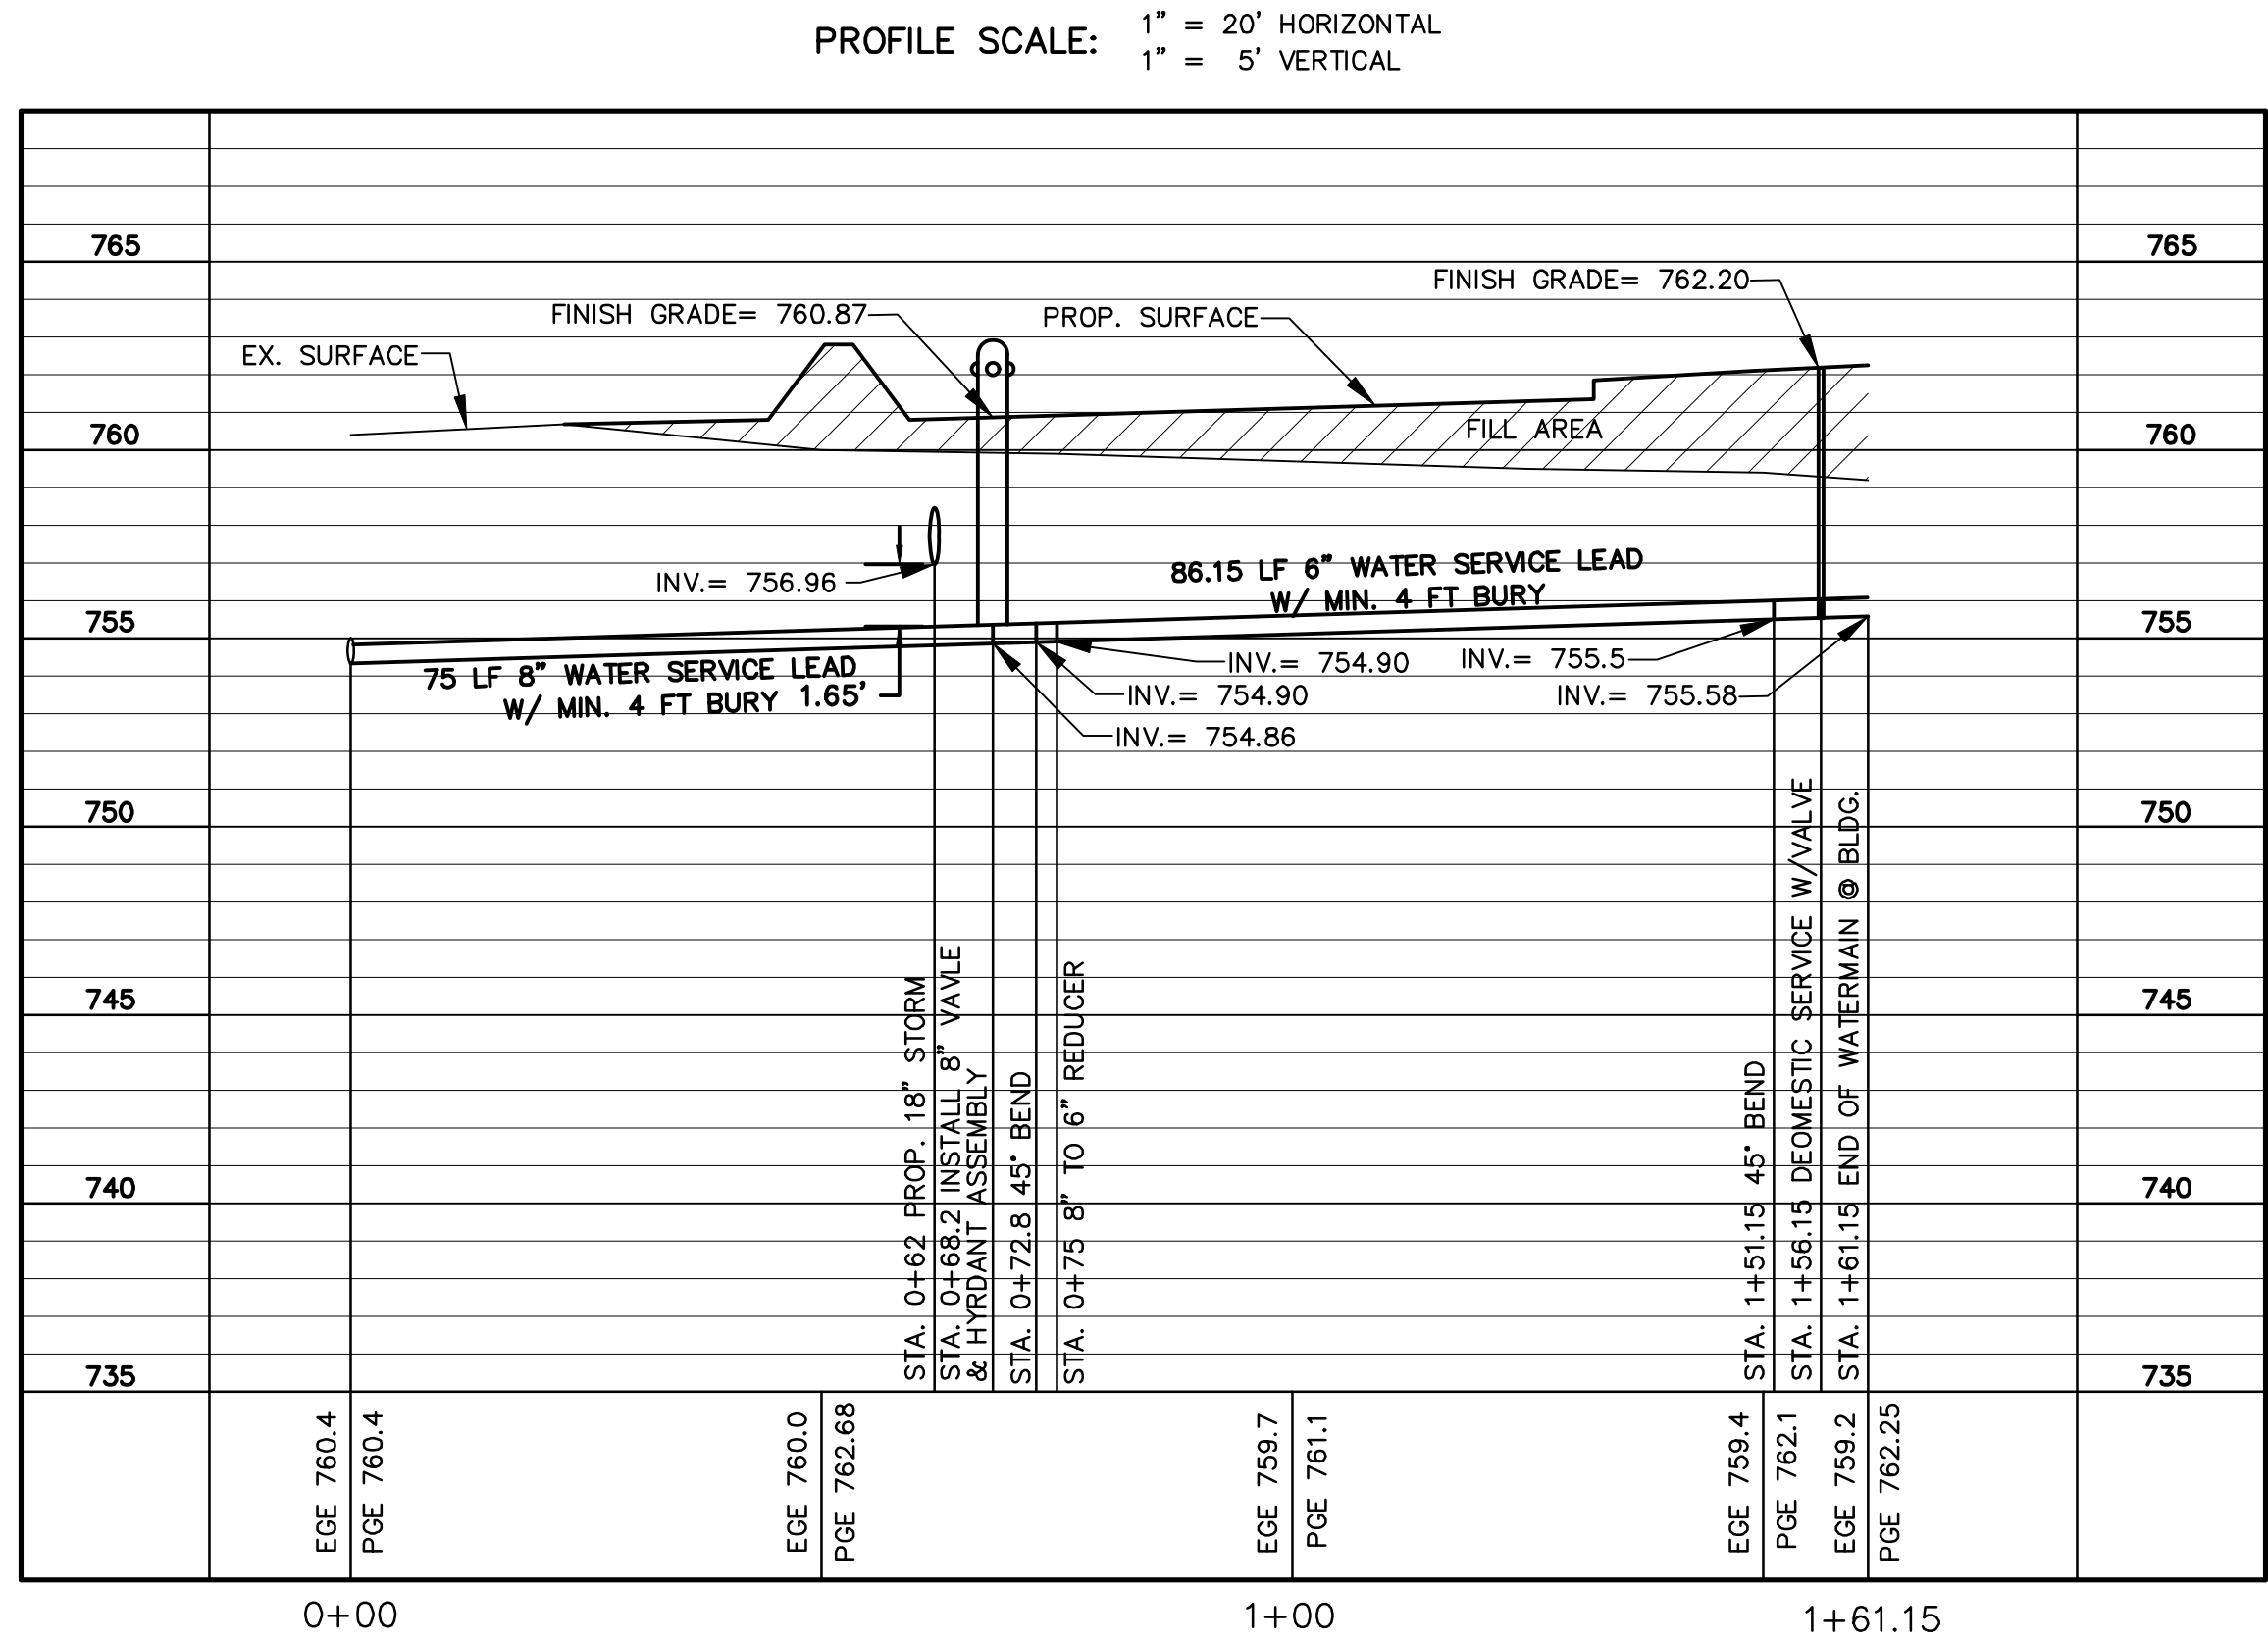 PROFILE SCALE:
1" = 20' HORIZONTAL
1" = 5' VERTICAL
765
765
FINISH GRADE= 762.20
FINISH GRADE= 760.87
PROP. SURFACE
EX. SURFACE
760
FILL AREA
760
INV.= 756.96
86.15 LF 6" WATER SERVICE LEAD
W/ MIN. 4 FT BURY
755
755
75 LF 8" WATER SERVICE LEAD
W/ MIN. 4 FT BURY
1.65'
INV.= 754.90
INV.= 755.5
INV.= 754.90
INV.= 755.58
INV.= 754.86
750
750
745
745
740
740
735
735
STA. 0+62 PROP. 18" STORM
STA. 0+68.2 INSTALL 8" VAVLE
& HYRDANT ASSEMBLY
STA. 0+72.8 45° BEND
STA. 0+75 8" TO 6" REDUCER
STA. 1+51.15 45° BEND
STA. 1+56.15 DEOMESTIC SERVICE W/VALVE
STA. 1+61.15 END OF WATERMAIN @ BLDG.
EGE 760.4
PGE 760.4
EGE 760.0
PGE 762.68
EGE 759.7
PGE 761.1
EGE 759.4
PGE 762.1
EGE 759.2
PGE 762.25
0+00
1+00
1+61.15